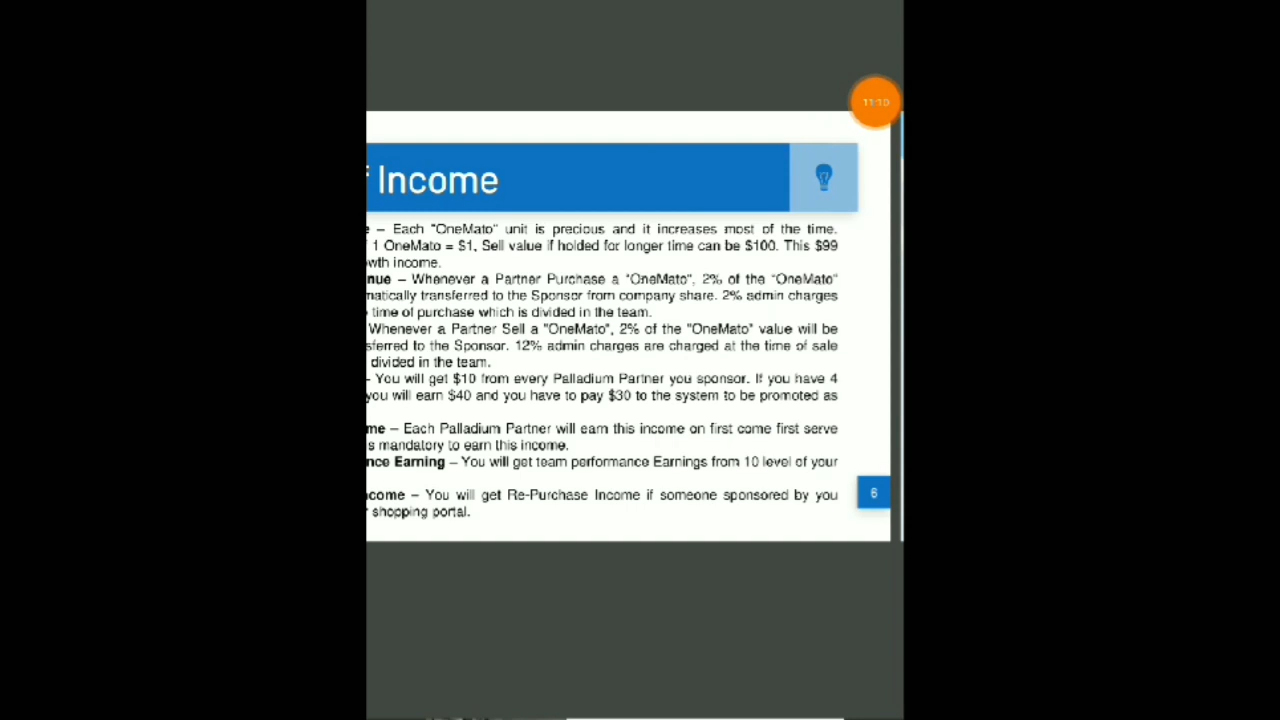 11:10
f Income
e – Each "OneMato" unit is precious and it increases most of the time.
1 OneMato = $1, Sell value if holded for longer time can be $100. This $99
wth income.
nue – Whenever a Partner Purchase a "OneMato", 2% of the "OneMato"
matically transferred to the Sponsor from company share. 2% admin charges
time of purchase which is divided in the team.
Whenever a Partner Sell a "OneMato", 2% of the "OneMato" value will be
sferred to the Sponsor. 12% admin charges are charged at the time of sale
divided in the team.
– You will get $10 from every Palladium Partner you sponsor. If you have 4
you will earn $40 and you have to pay $30 to the system to be promoted as
me – Each Palladium Partner will earn this income on first come first serve
s mandatory to earn this income.
nce Earning – You will get team performance Earnings from 10 level of your
come – You will get Re-Purchase Income if someone sponsored by you
shopping portal.
6